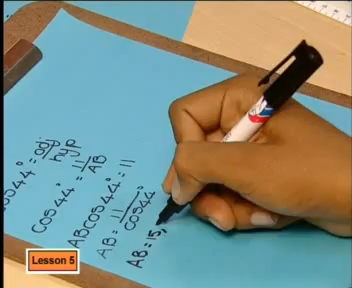 cos44° = adj/hyp
cos44° = 11/AB
ABcos44° = 11
AB = 11/cos44°
AB = 15,
Lesson 5